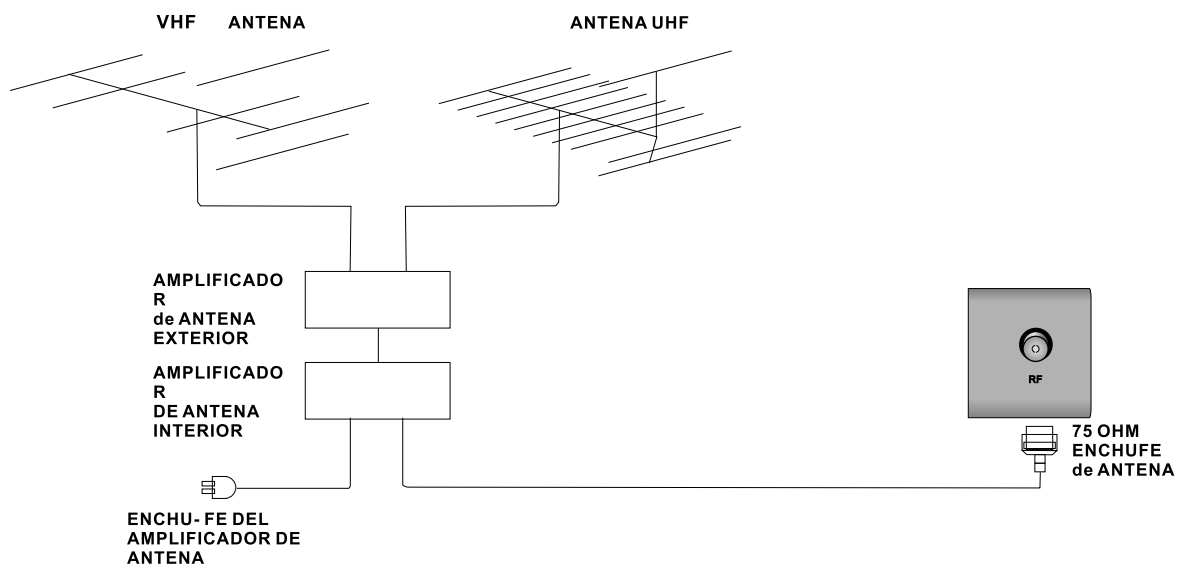 VHF ANTENA
ANTENA UHF
AMPLIFICADO
R
de ANTENA
EXTERIOR
AMPLIFICADO
R
DE ANTENA
INTERIOR
RF
75 OHM
ENCHUFE
de ANTENA
ENCHU- FE DEL
AMPLIFICADOR DE
ANTENA